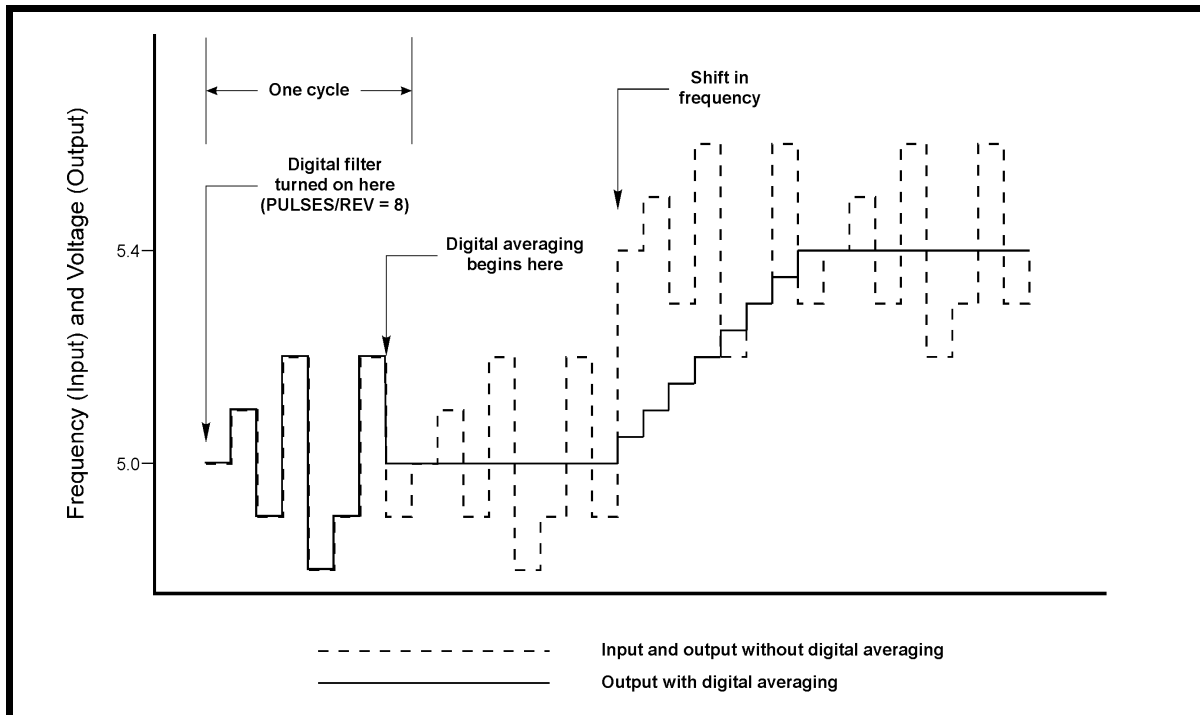 One cycle
Shift in
frequency
Digital filter
turned on here
(PULSES/REV = 8)
Digital averaging
begins here
Frequency (Input) and Voltage (Output)
5.4
5.0
Input and output without digital averaging
Output with digital averaging